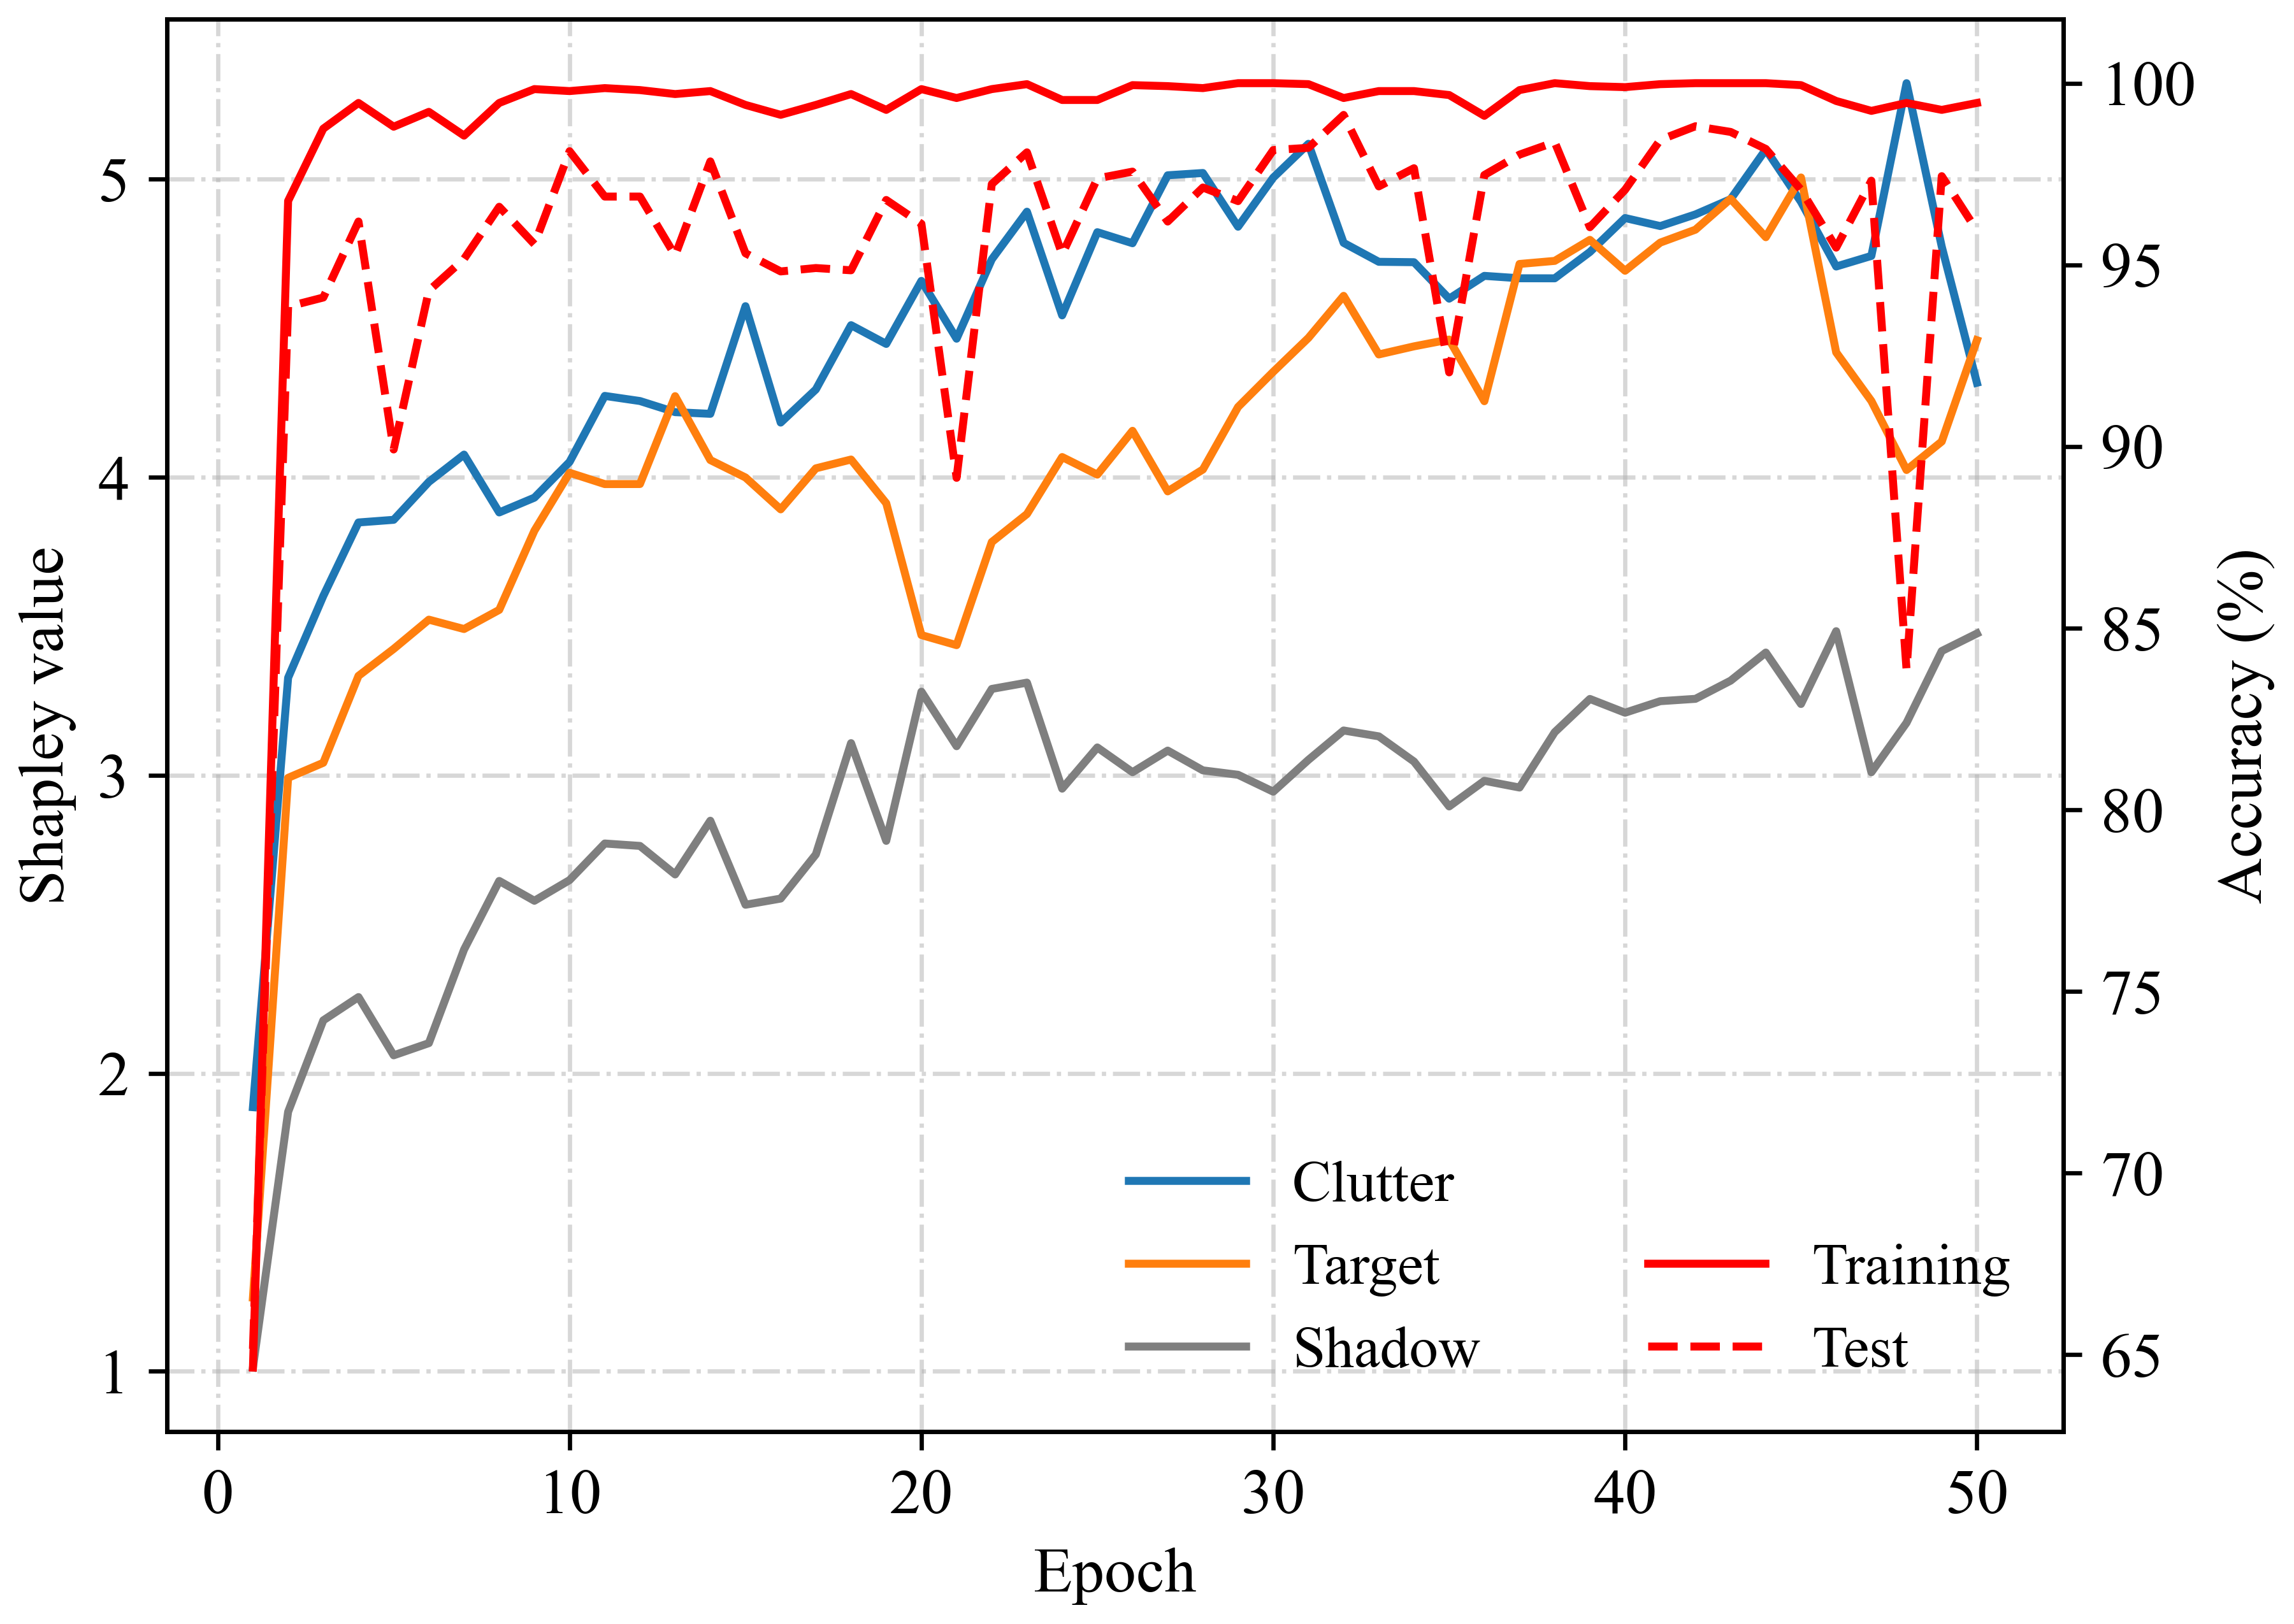 Shapley value
5
4
3
2
1
100
95
90
85
80
75
70
65
Accuracy (%)
Clutter
Target
Shadow
Training
Test
0 10 20 30 40 50
Epoch